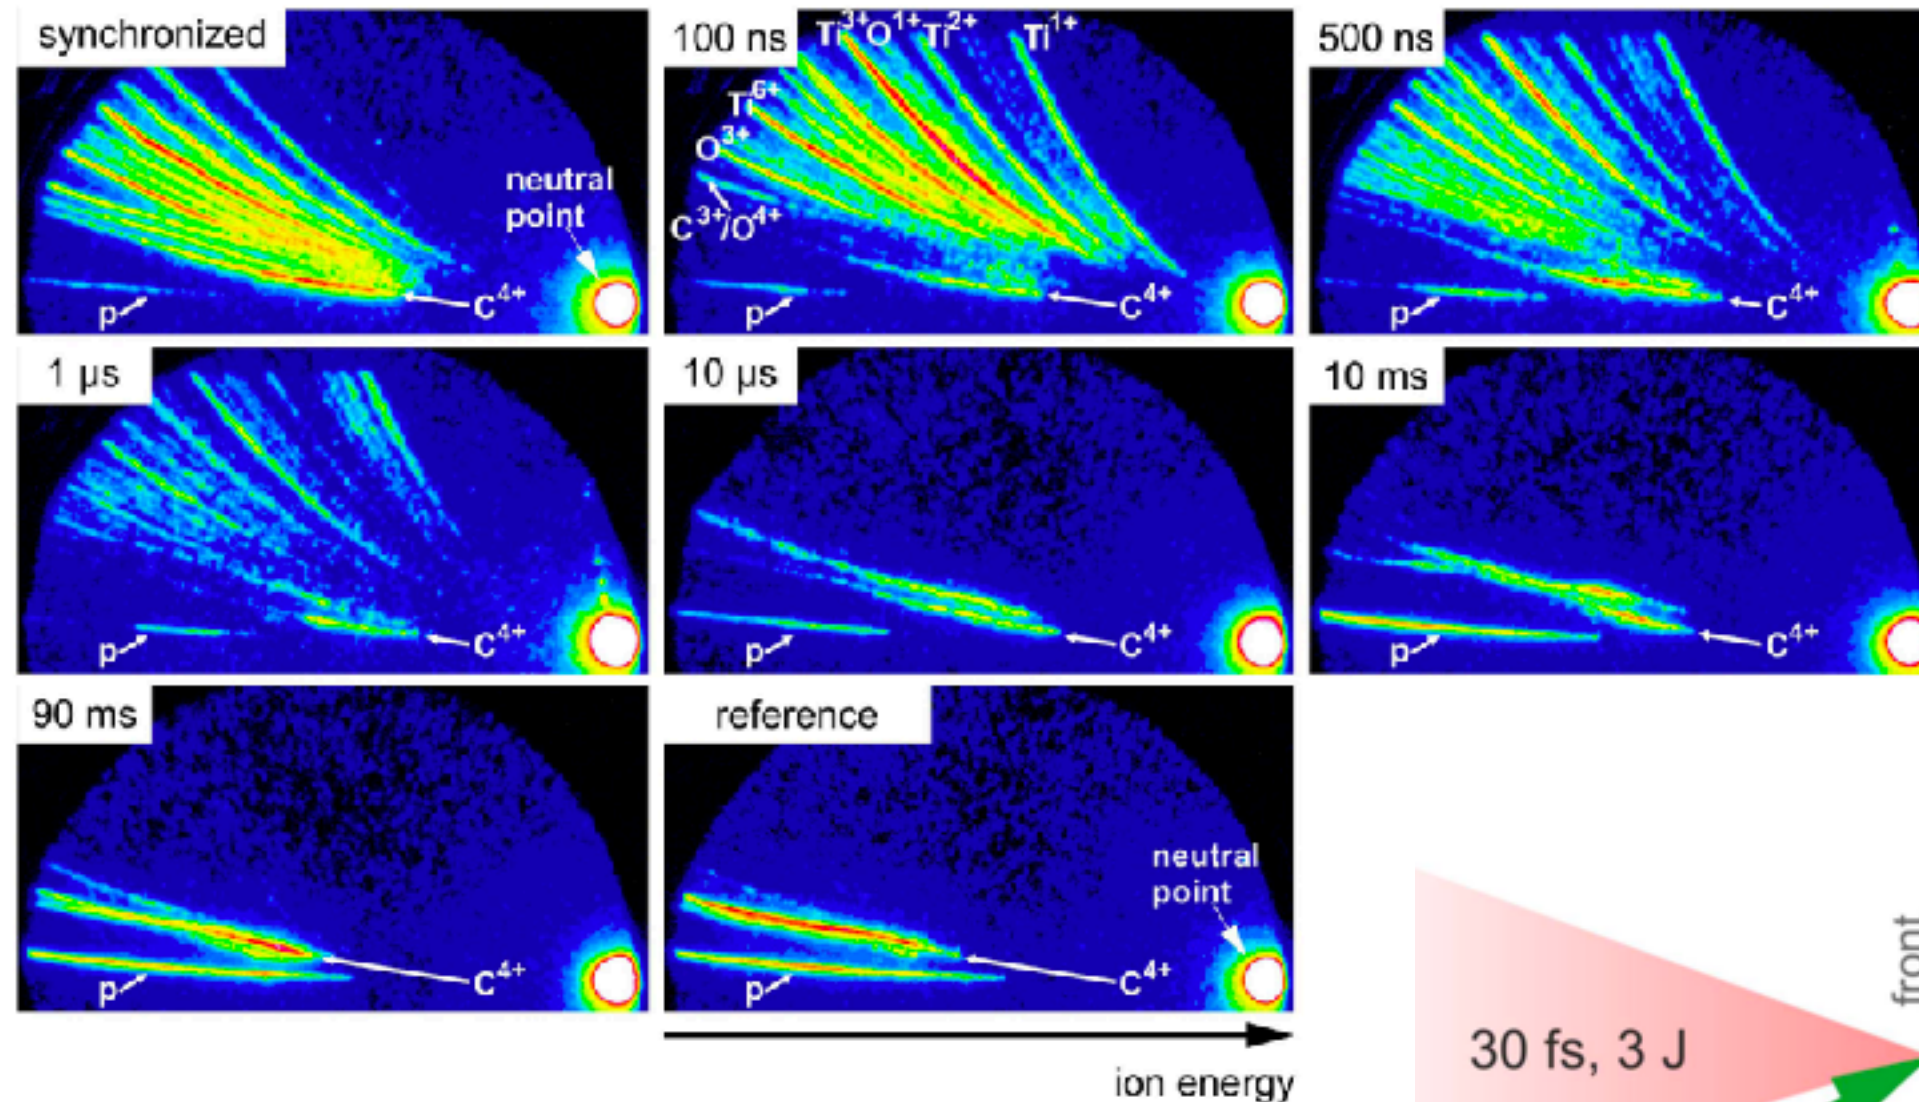 synchronized
neutral
point
p
C⁴⁺
100 ns
Ti³⁺O¹⁺Ti²⁺
Ti¹⁺
Ti⁶⁺
O³⁺
C³⁺/O⁴⁺
p
C⁴⁺
500 ns
p
C⁴⁺
1 µs
p
C⁴⁺
10 µs
p
C⁴⁺
10 ms
p
C⁴⁺
90 ms
p
C⁴⁺
reference
neutral
point
p
C⁴⁺
ion energy
30 fs, 3 J
front